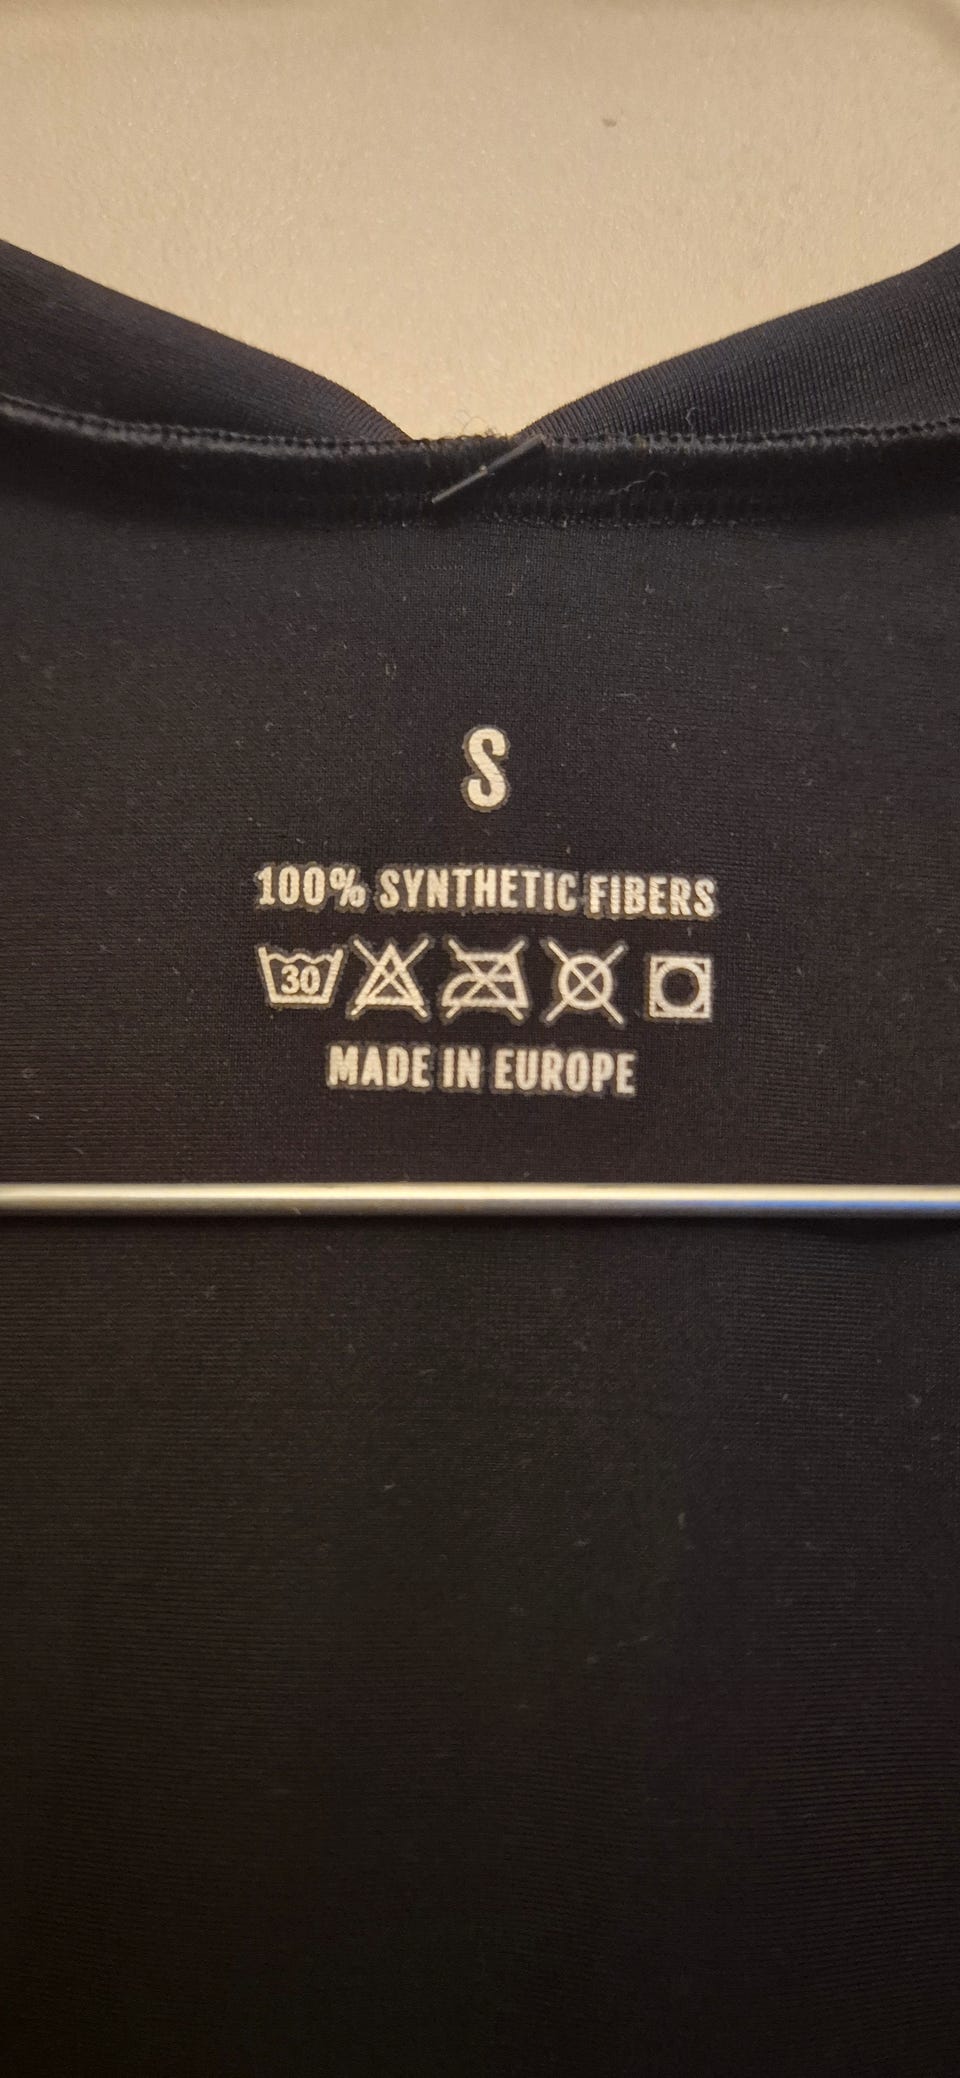 S
100% SYNTHETIC FIBERS
30
MADE IN EUROPE